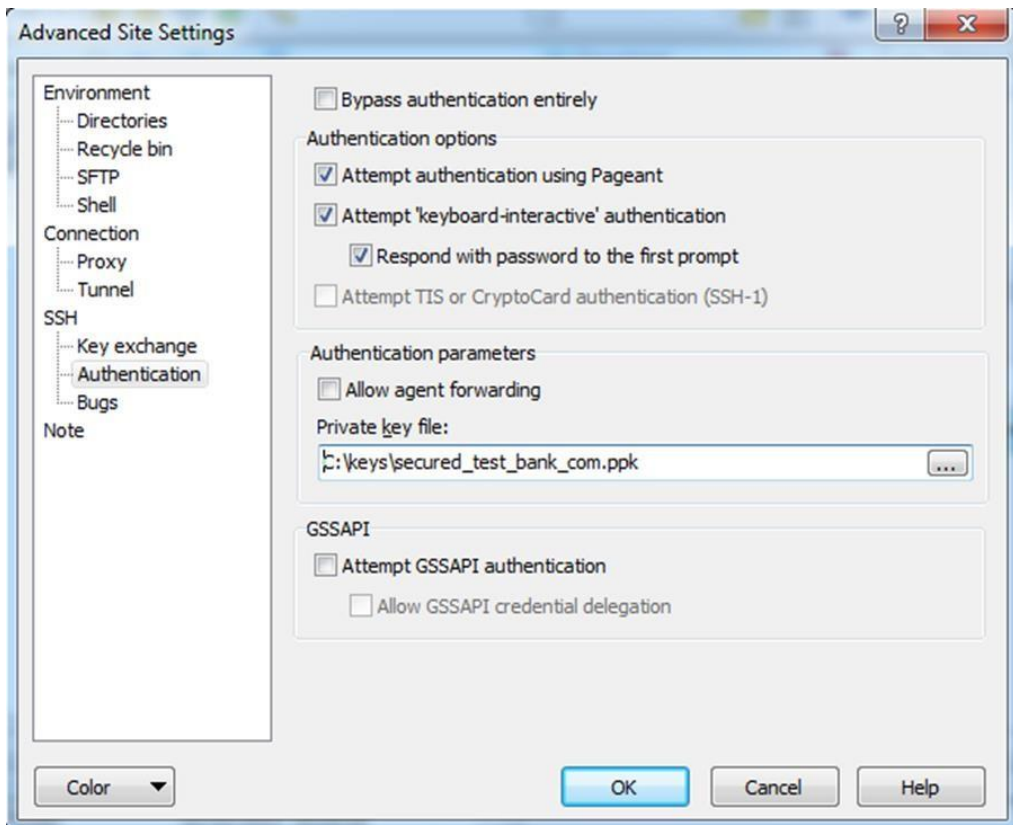 Advanced Site Settings
?
x
Environment
Directories
Recycle bin
SFTP
Shell
Connection
Proxy
Tunnel
SSH
Key exchange
Authentication
Bugs
Note
Bypass authentication entirely
Authentication options
Attempt authentication using Pageant
Attempt 'keyboard-interactive' authentication
Respond with password to the first prompt
Attempt TIS or CryptoCard authentication (SSH-1)
Authentication parameters
Allow agent forwarding
Private key file:
C:\keys\secured_test_bank_com.ppk
...
GSSAPI
Attempt GSSAPI authentication
Allow GSSAPI credential delegation
Color
OK
Cancel
Help